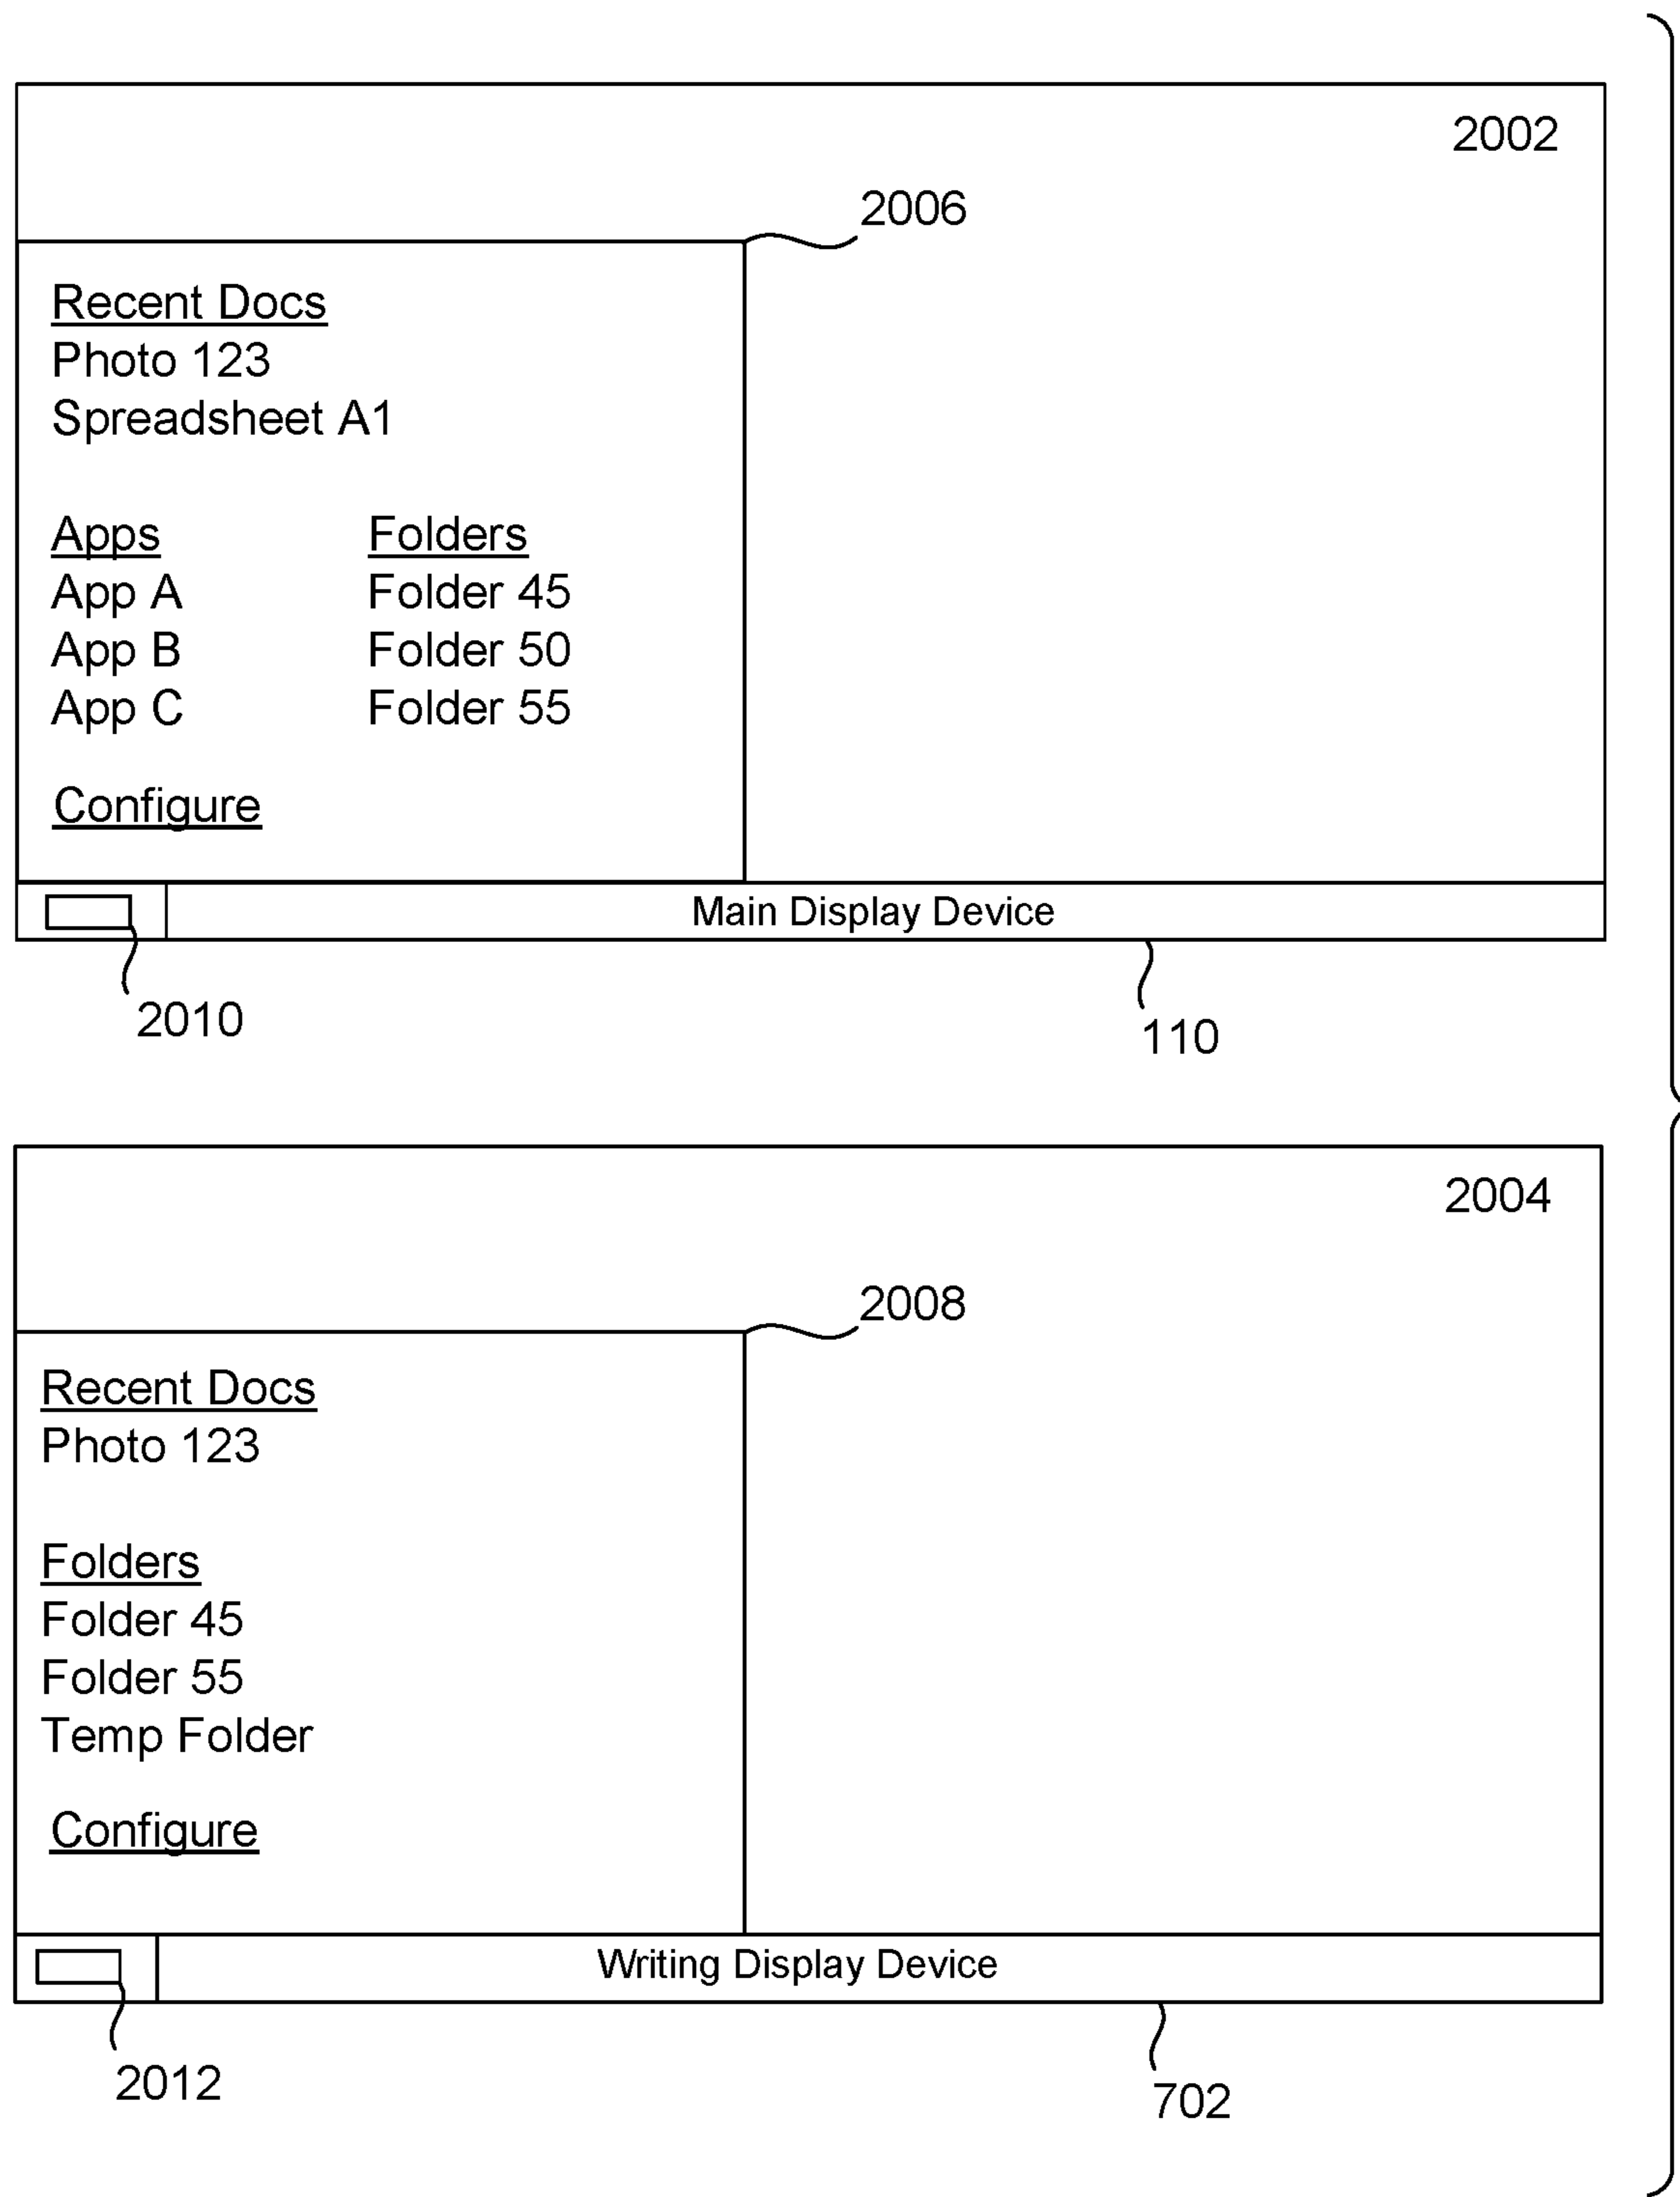 2002
2006
Recent Docs
Photo 123
Spreadsheet A1
Apps Folders
App A Folder 45
App B Folder 50
App C Folder 55
Configure
Main Display Device
2010
110
2004
2008
Recent Docs
Photo 123
Folders
Folder 45
Folder 55
Temp Folder
Configure
Writing Display Device
2012
702